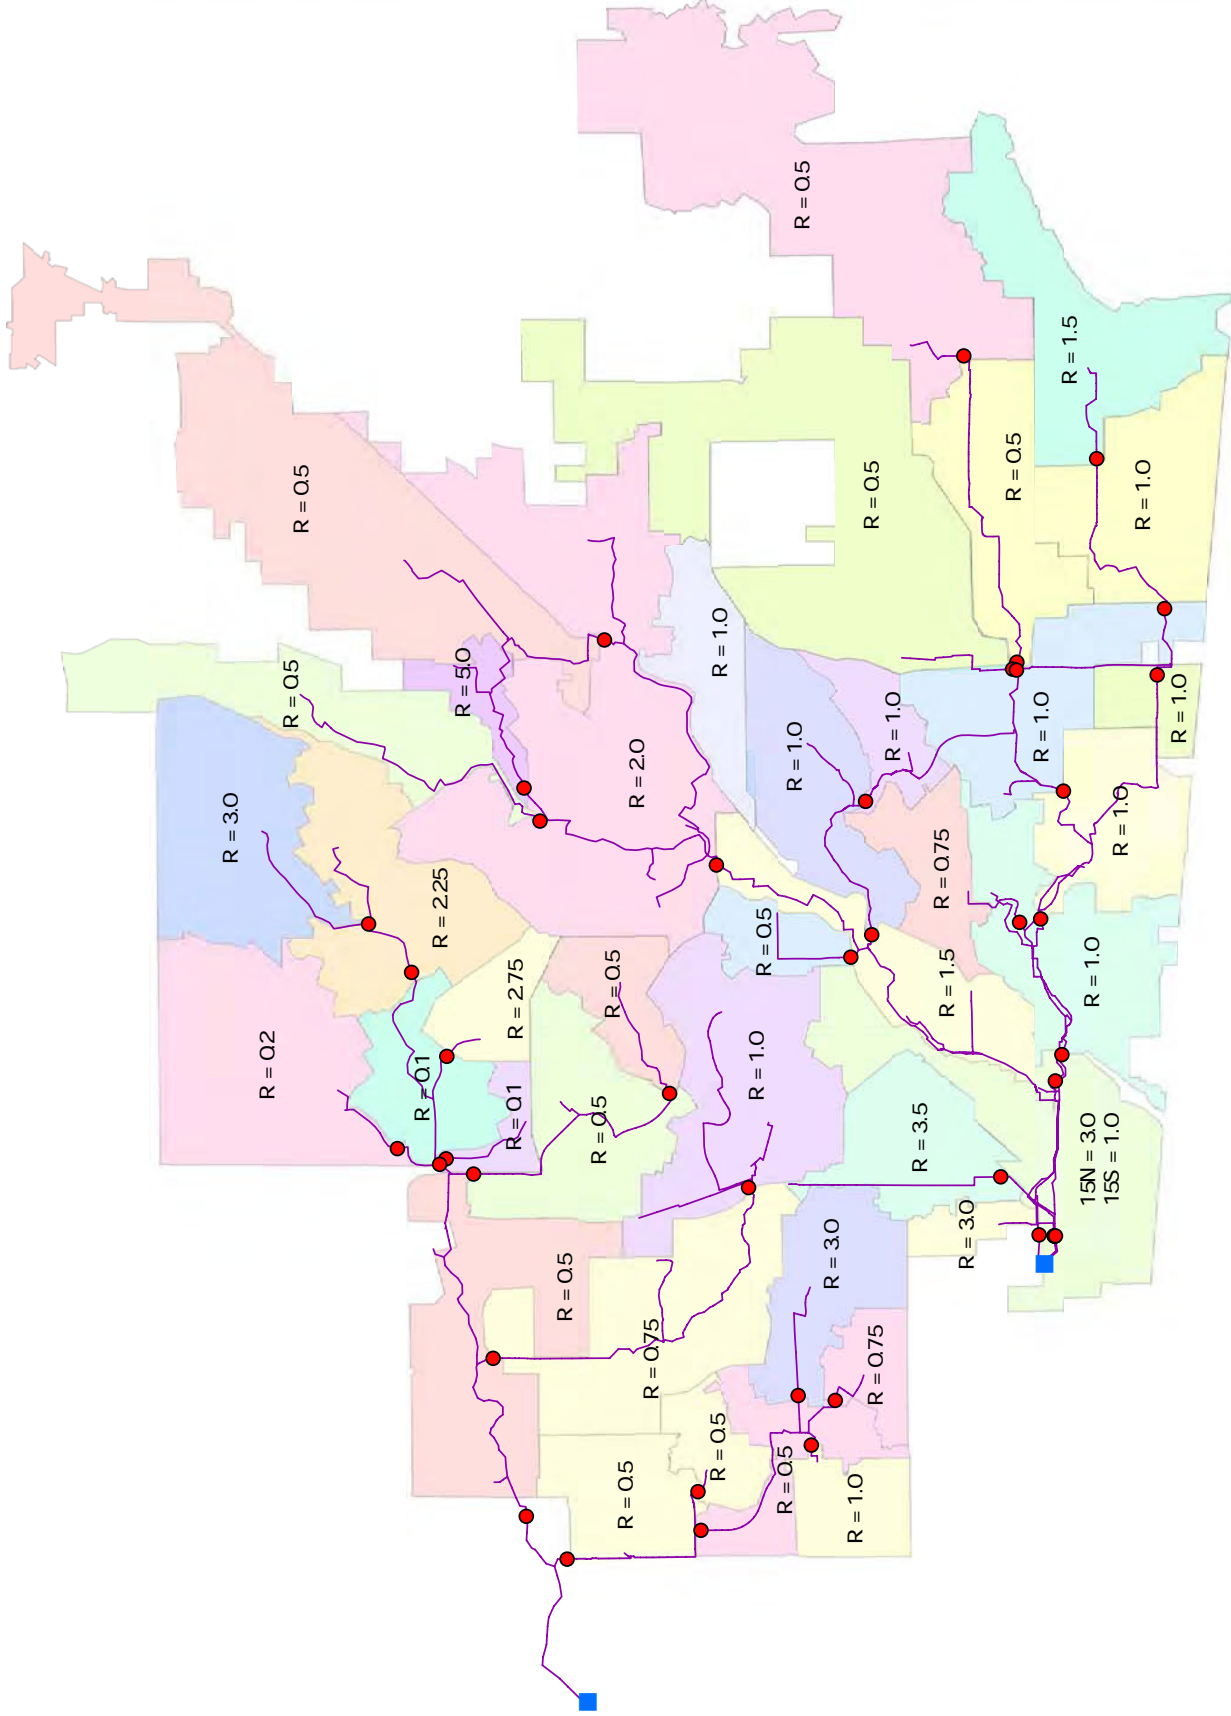 R = 3.0
R = 0.2
R = 0.5
R = 0.5
R = 0.1
R = 2.25
R = 5.0
R = 0.1
R = 2.75
R = 0.5
R = 0.5
R = 0.5
R = 0.5
R = 2.0
R = 0.75
R = 0.5
R = 1.0
R = 1.0
R = 0.5
R = 0.5
R = 1.0
R = 0.5
R = 3.0
R = 1.0
R = 0.5
R = 0.75
R = 1.0
R = 3.5
R = 0.75
R = 1.5
R = 3.0
R = 0.5
R = 1.0
R = 1.5
15N = 3.0
15S = 1.0
R = 1.0
R = 1.0
R = 1.0
R = 1.0